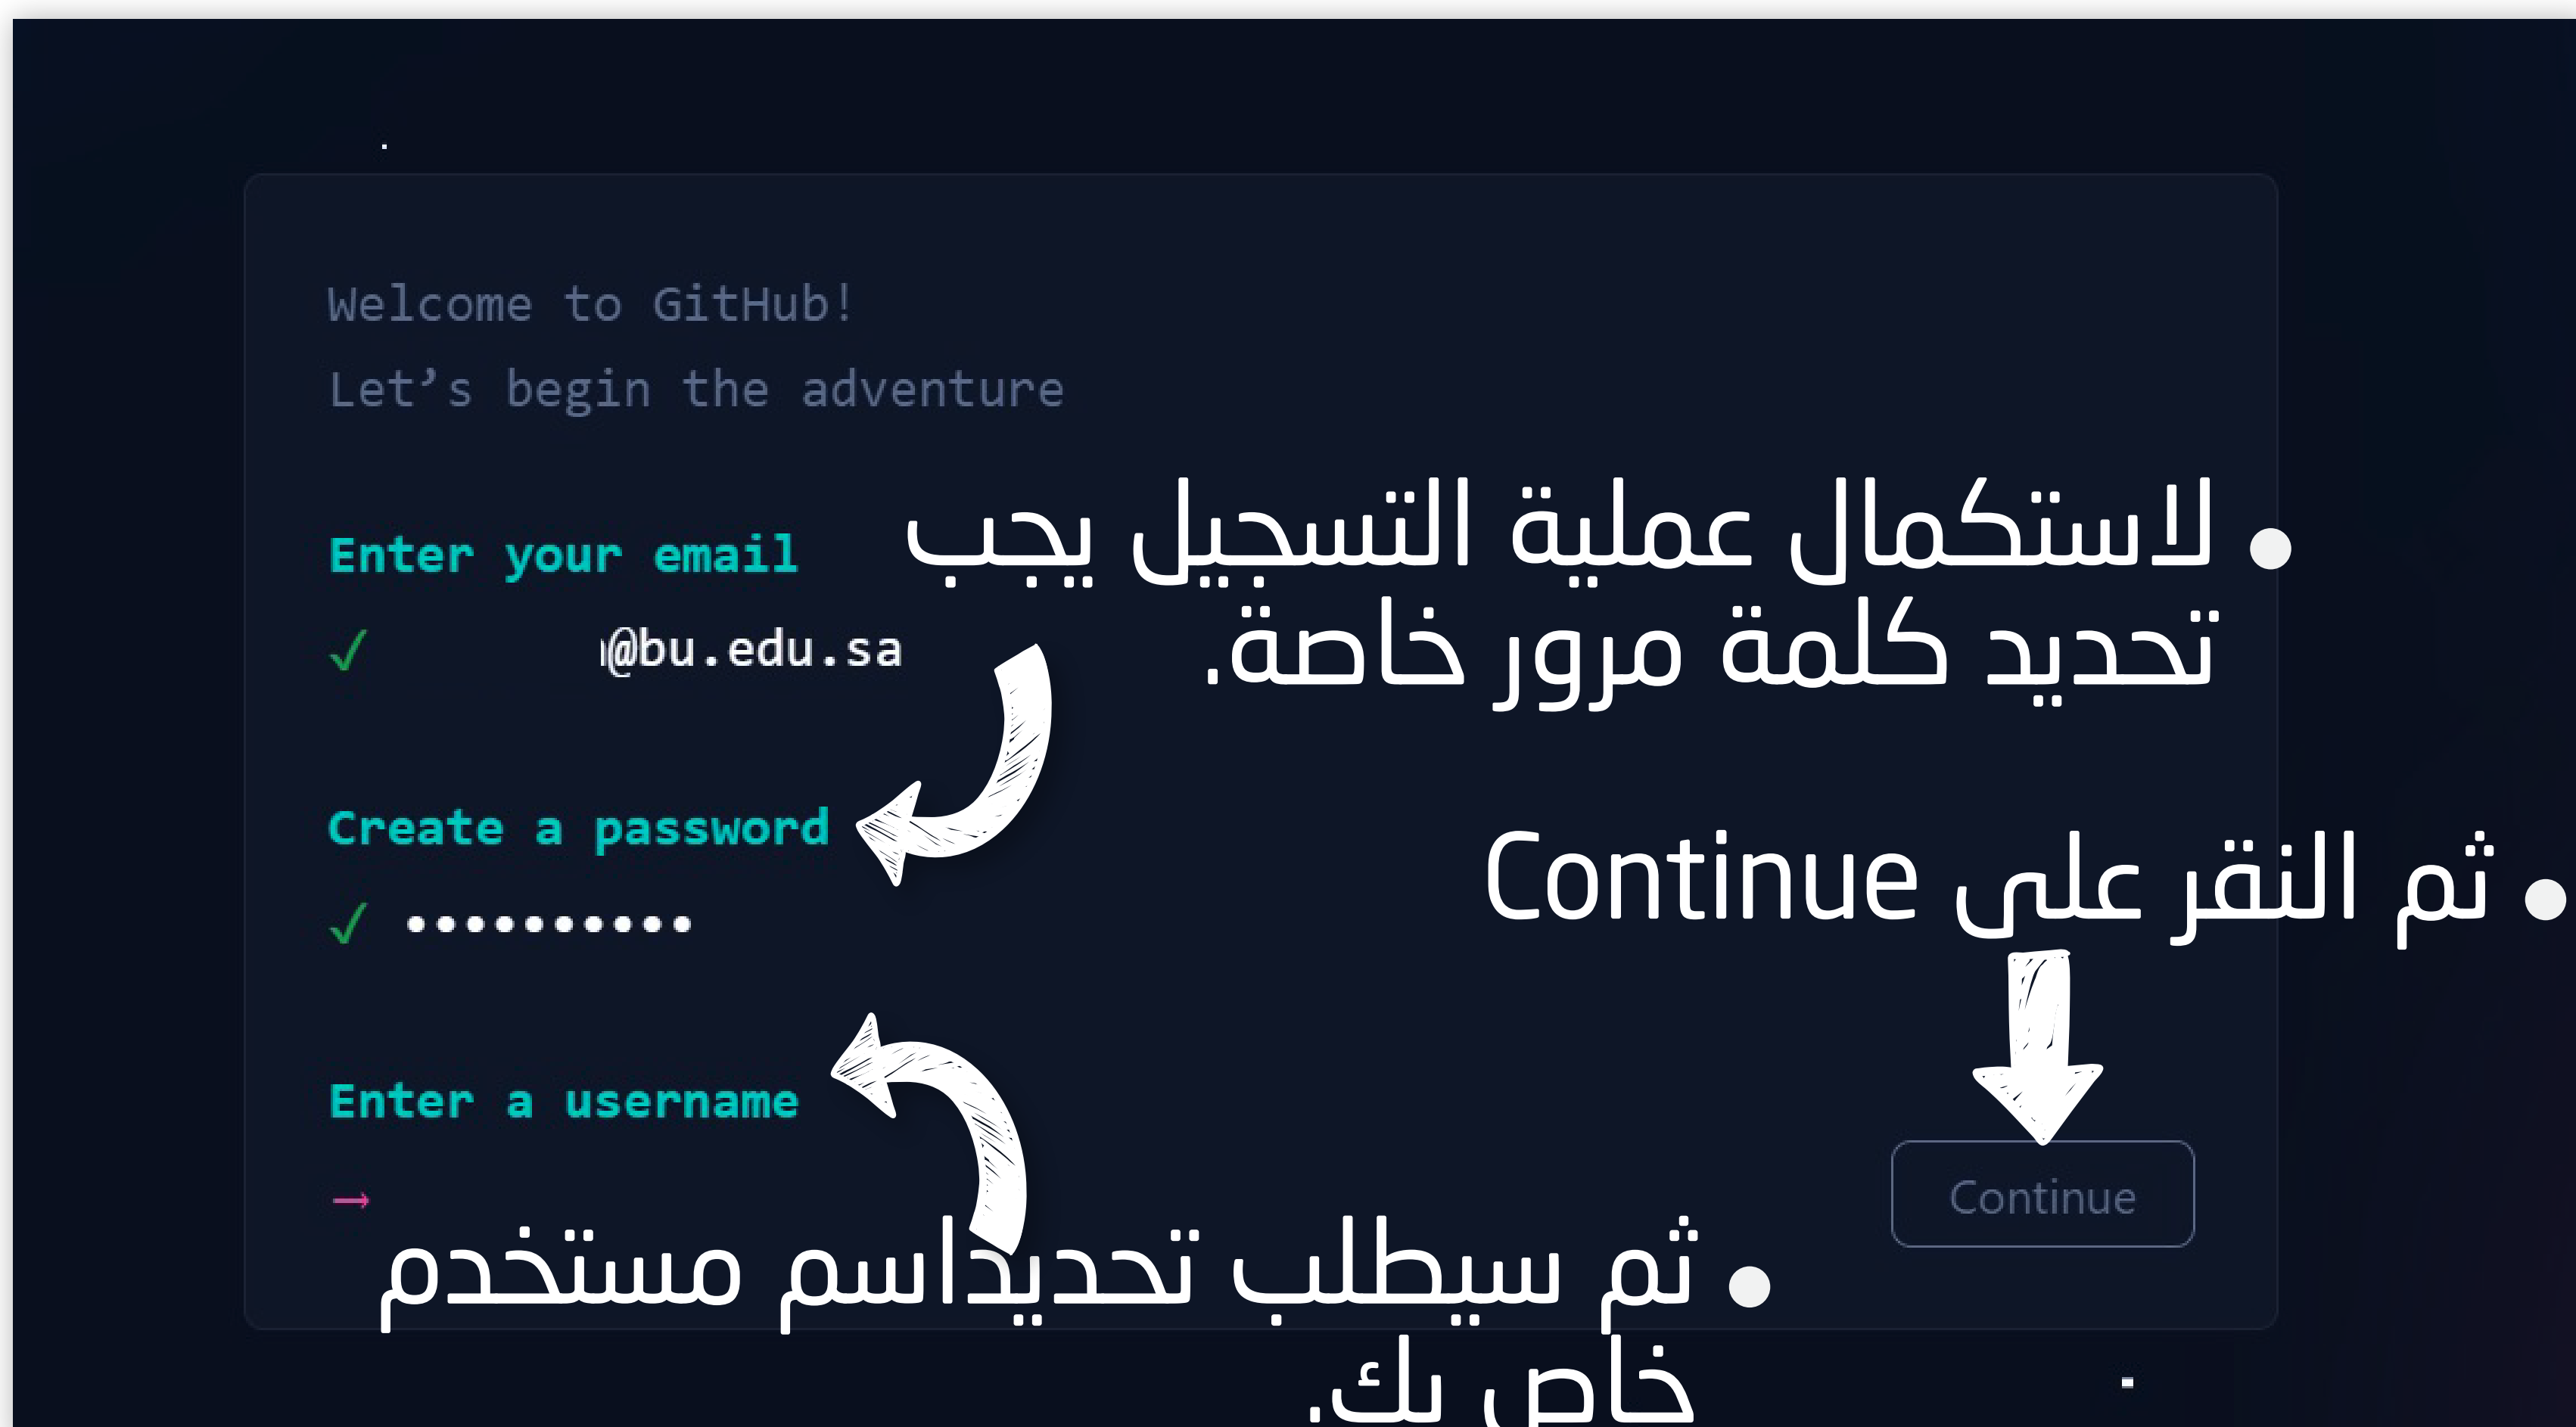 Welcome to GitHub!
Let’s begin the adventure
Enter your email
✓ @bu.edu.sa
لاستكمال عملية التسجيل يجب
تحديد كلمة مرور خاصة.
Create a password
✓ ••••••••••
ثم النقر على Continue
Enter a username
→
Continue
ثم سيطلب تحديداسم مستخدم
خاص بك.